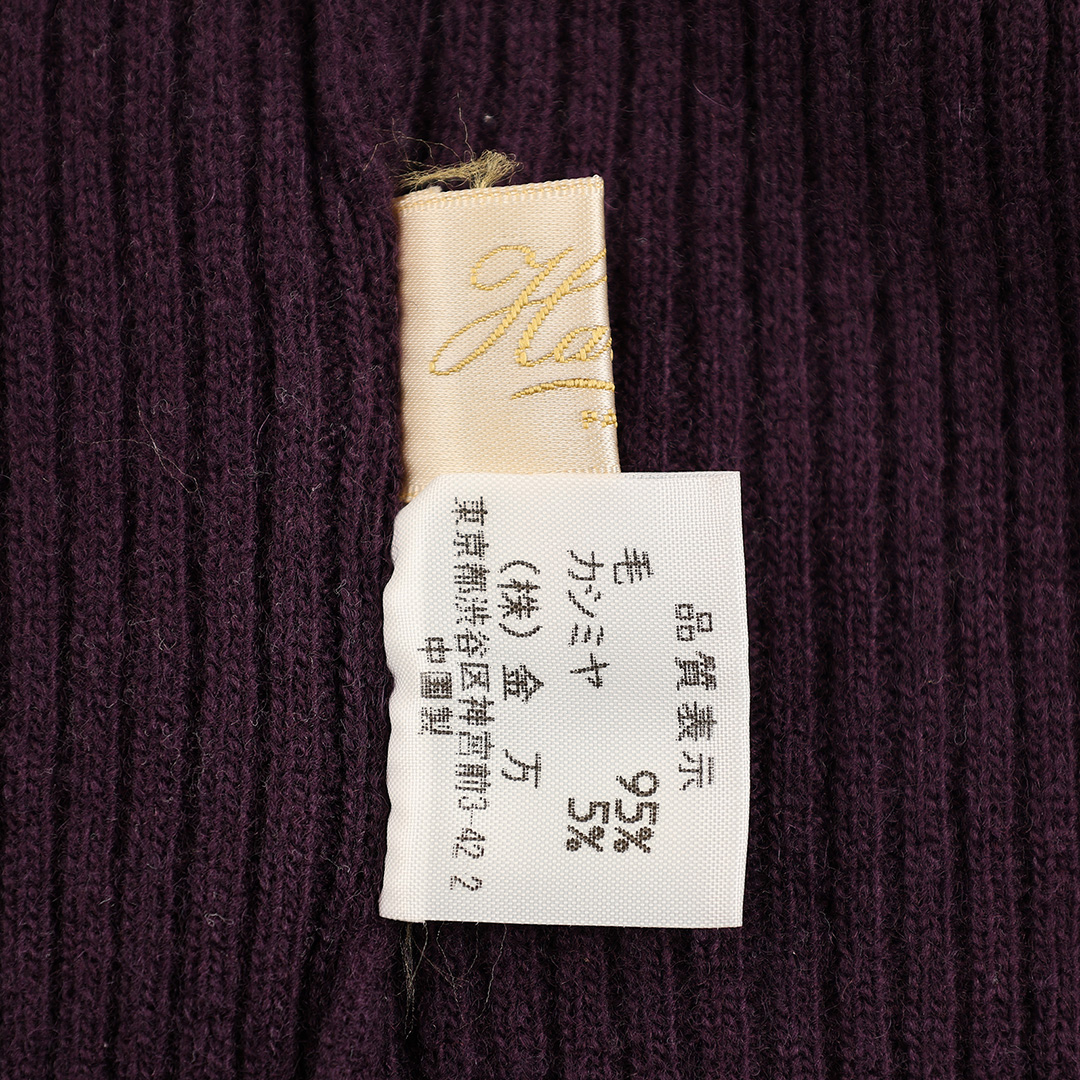 品質表示
毛 95%
カシミヤ 5%
(株)金万
東京都渋谷区神宮前3-42-2
中国製